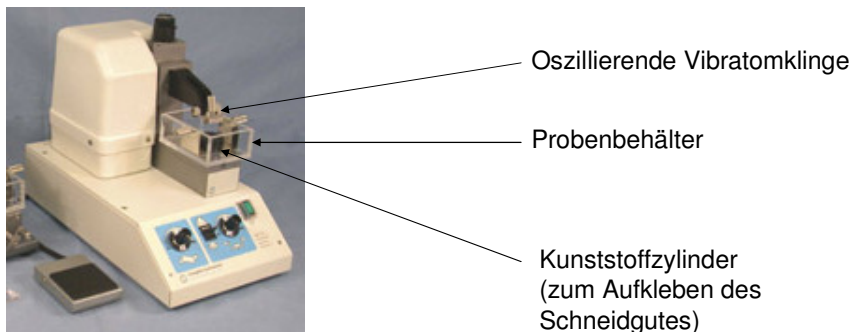 Oszillierende Vibratomklinge
Probenbehälter
Kunststoffzylinder
(zum Aufkleben des
Schneidgutes)